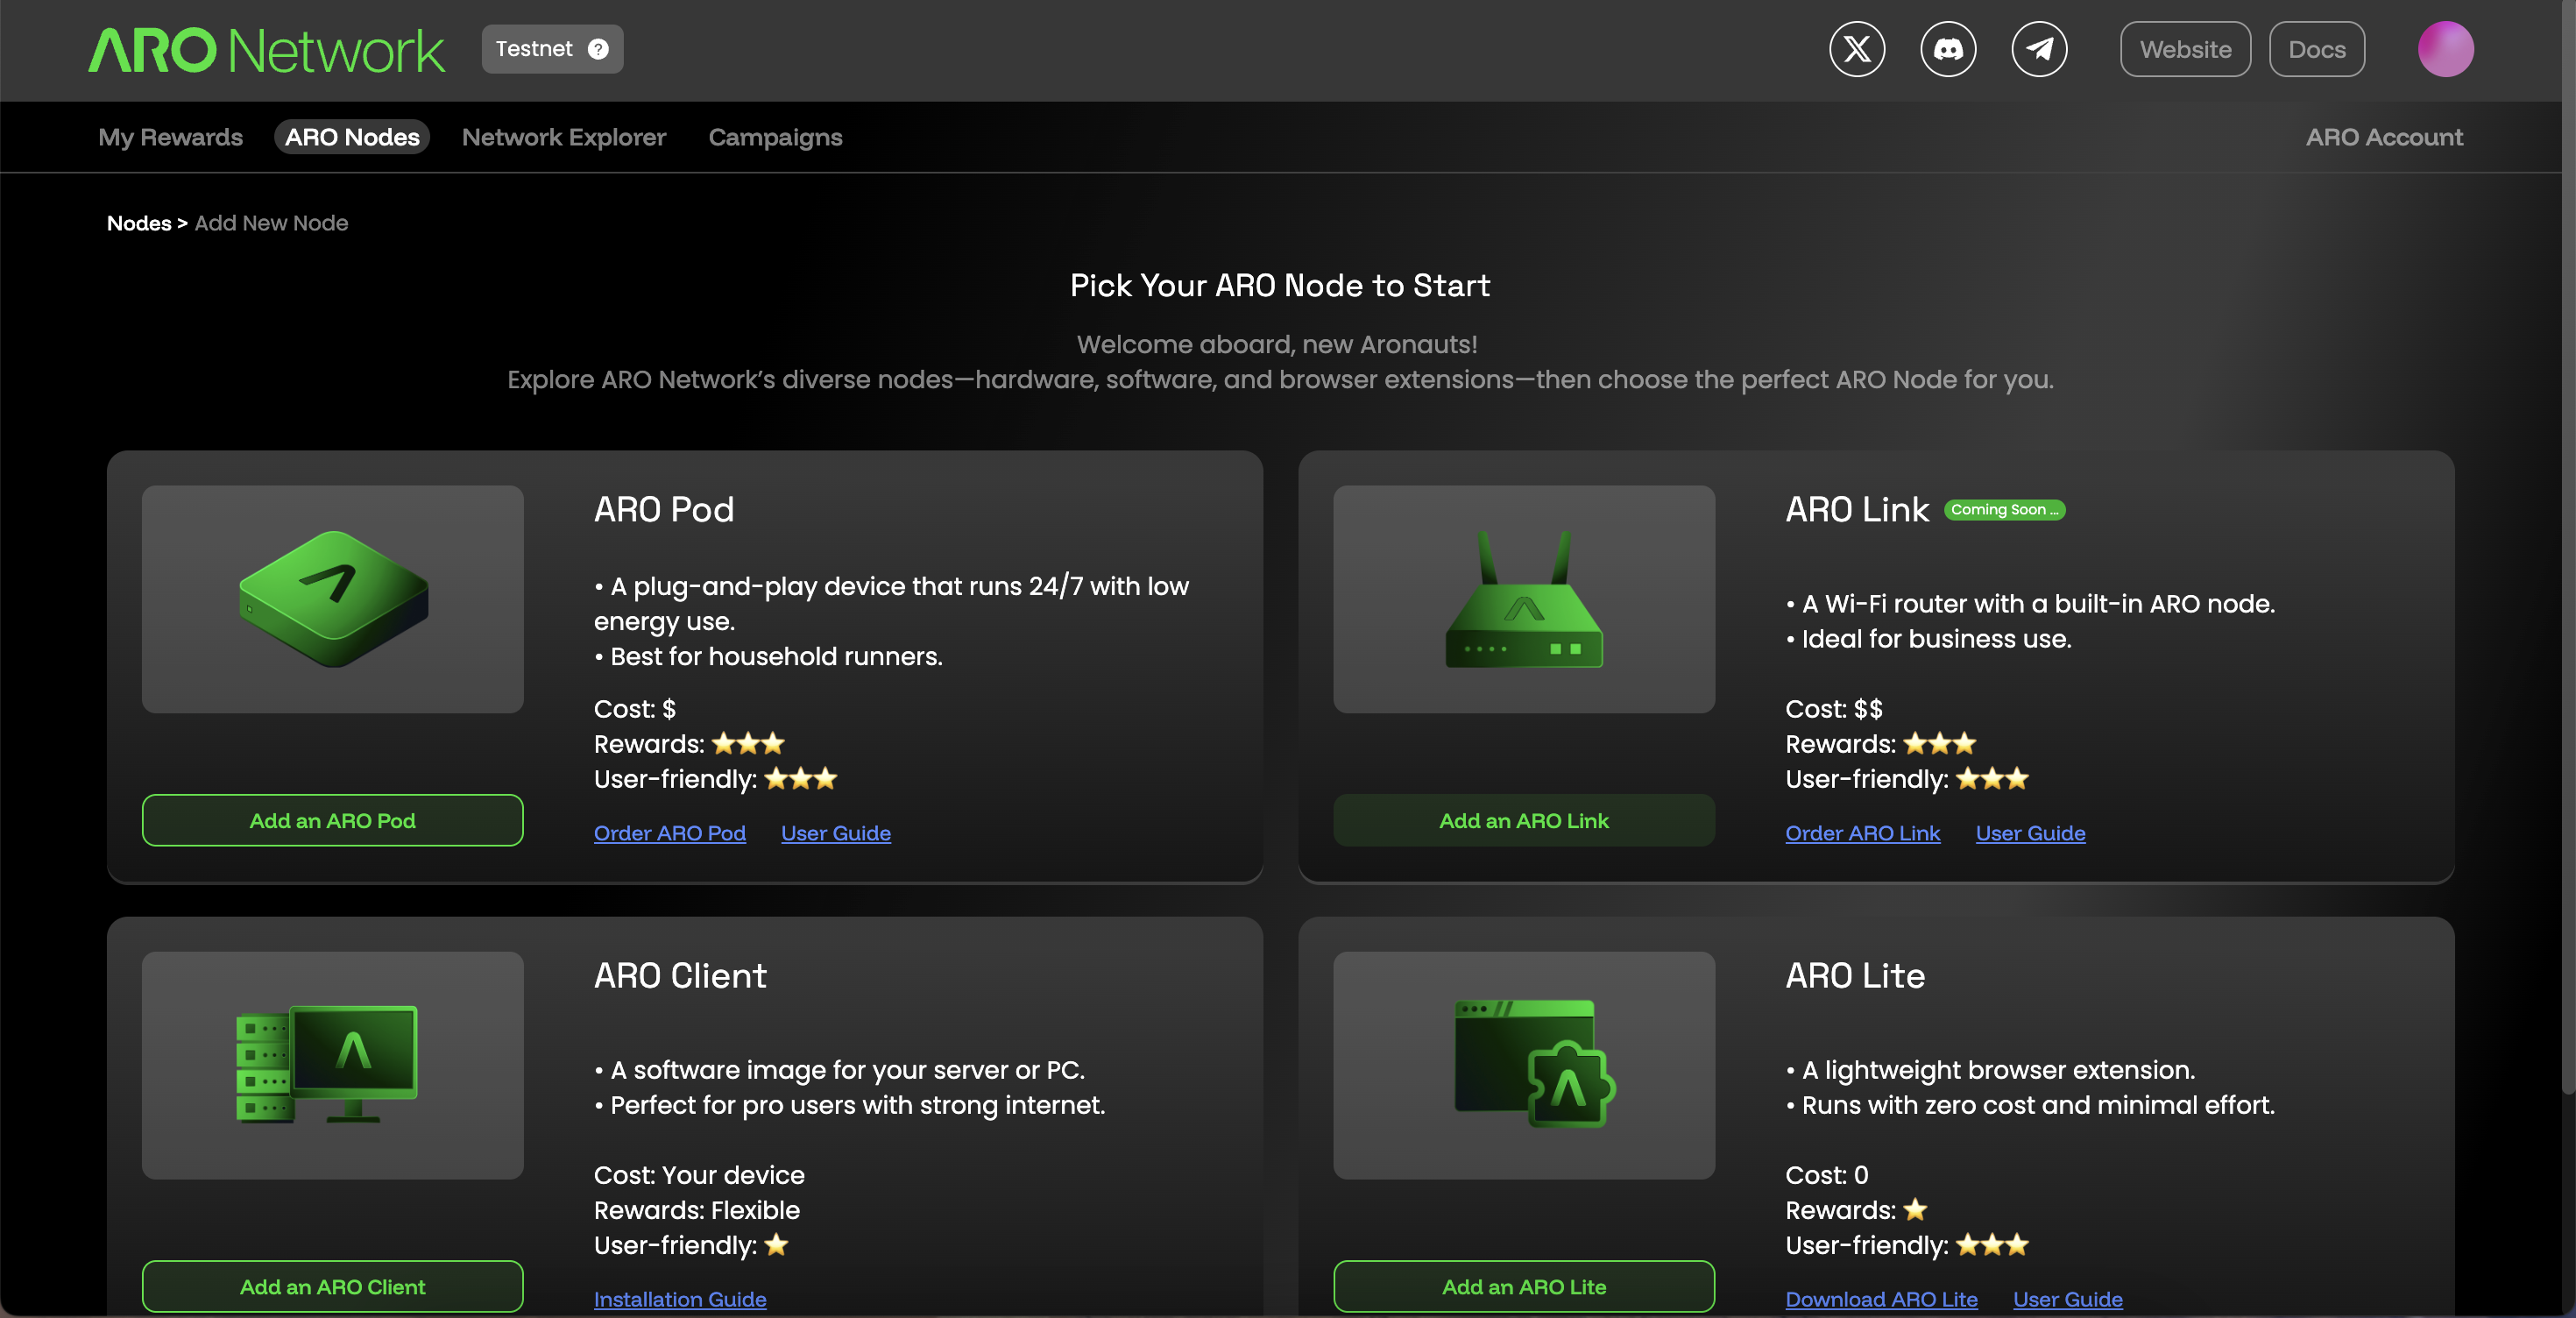 ARO Network
Testnet ?
Website
Docs
My Rewards
ARO Nodes
Network Explorer
Campaigns
ARO Account
Nodes > Add New Node
Pick Your ARO Node to Start
Welcome aboard, new Aronauts!
Explore ARO Network’s diverse nodes—hardware, software, and browser extensions—then choose the perfect ARO Node for you.
ARO Pod
• A plug-and-play device that runs 24/7 with low
energy use.
• Best for household runners.
Cost: $
Rewards: ⭐⭐⭐
User-friendly: ⭐⭐⭐
Add an ARO Pod
Order ARO Pod
User Guide
ARO Link
Coming Soon ...
• A Wi-Fi router with a built-in ARO node.
• Ideal for business use.
Cost: $$
Rewards: ⭐⭐⭐
User-friendly: ⭐⭐⭐
Add an ARO Link
Order ARO Link
User Guide
ARO Client
• A software image for your server or PC.
• Perfect for pro users with strong internet.
Cost: Your device
Rewards: Flexible
User-friendly: ⭐
Add an ARO Client
Installation Guide
ARO Lite
• A lightweight browser extension.
• Runs with zero cost and minimal effort.
Cost: 0
Rewards: ⭐
User-friendly: ⭐⭐⭐
Add an ARO Lite
Download ARO Lite
User Guide